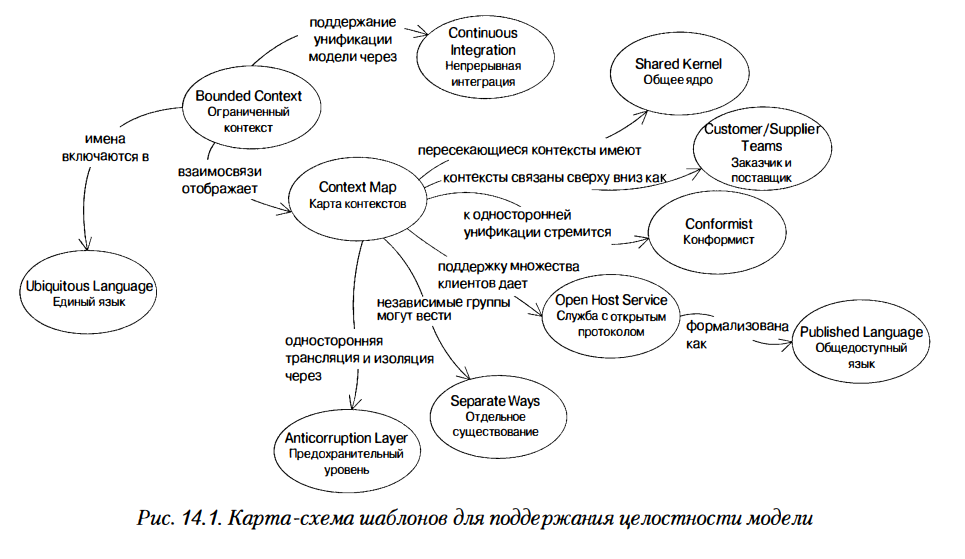 поддержание
унификации
модели через
Continuous
Integration
Непрерывная
интеграция
Shared Kernel
Общее ядро
Bounded Context
Ограниченный
контекст
имена
включаются в
взаимосвязи
отображает
пересекающиеся контексты имеют
Customer/Supplier
Teams
Заказчик и
поставщик
контексты связаны сверху вниз как
Context Map
Карта контекстов
к односторонней
унификации стремится
Conformist
Конформист
Ubiquitous Language
Единый язык
поддержку множества
клиентов дает
независимые группы
могут вести
Open Host Service
Служба с открытым
протоколом
формализована
как
Published Language
Общедоступный
язык
односторонняя
трансляция и изоляция
через
Separate Ways
Отдельное
существование
Anticorruption Layer
Предохранительный
уровень
Рис. 14.1. Карта-схема шаблонов для поддержания целостности модели